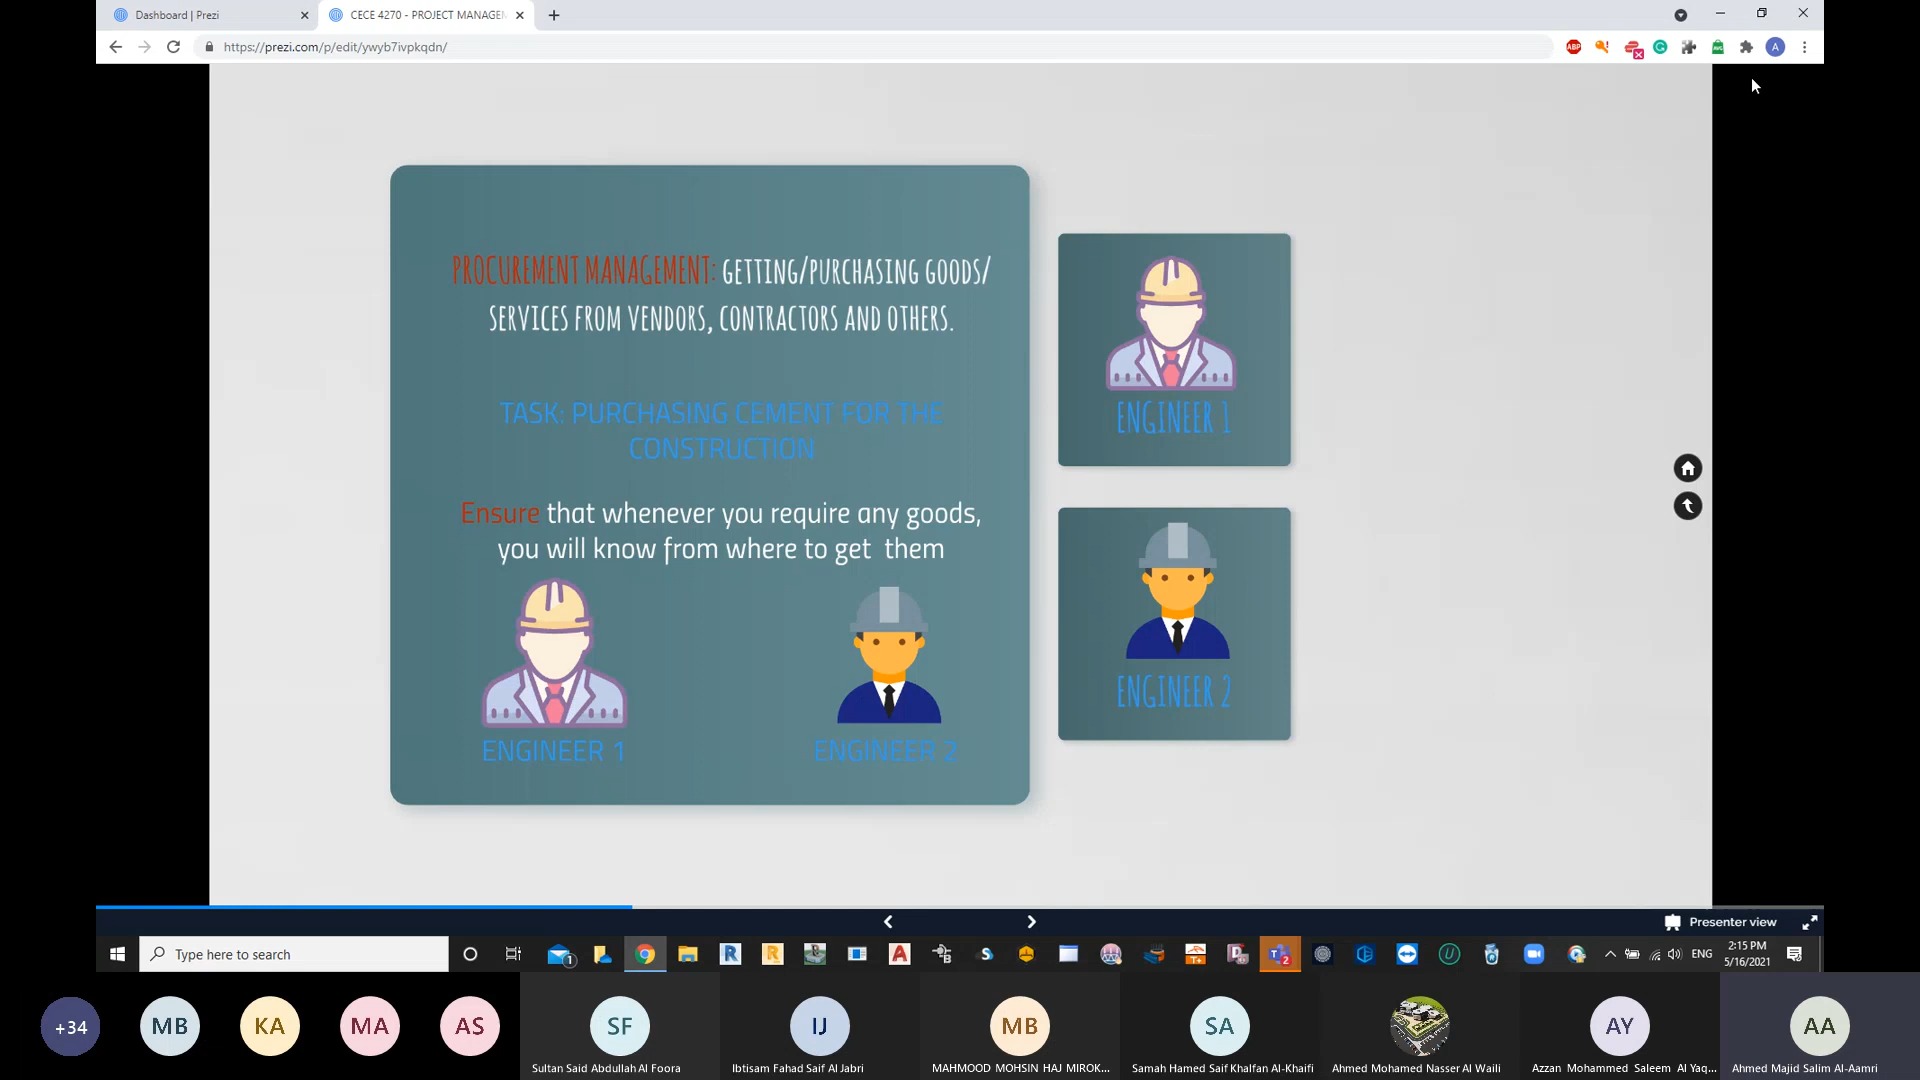 Dashboard | Prezi
CECE 4270 - PROJECT MANAGEM
https://prezi.com/p/edit/ywyb7ivpkqdn/
ABP
A
PROCUREMENT MANAGEMENT: GETTING/PURCHASING GOODS/
SERVICES FROM VENDORS, CONTRACTORS AND OTHERS.
TASK: PURCHASING CEMENT FOR THE
CONSTRUCTION
Ensure that whenever you require any goods,
you will know from where to get them
ENGINEER 1
ENGINEER 2
ENGINEER 1
ENGINEER 2
Presenter view
Type here to search
ENG
2:15 PM
5/16/2021
+34
MB
KA
MA
AS
SF
Sultan Said Abdullah Al Foora
IJ
Ibtisam Fahad Saif Al Jabri
MB
MAHMOOD MOHSIN HAJ MIROK...
SA
Samah Hamed Saif Khalfan Al-Khaifi
Ahmed Mohamed Nasser Al Waili
AY
Azzan Mohammed Saleem Al Yaq...
AA
Ahmed Majid Salim Al-Aamri